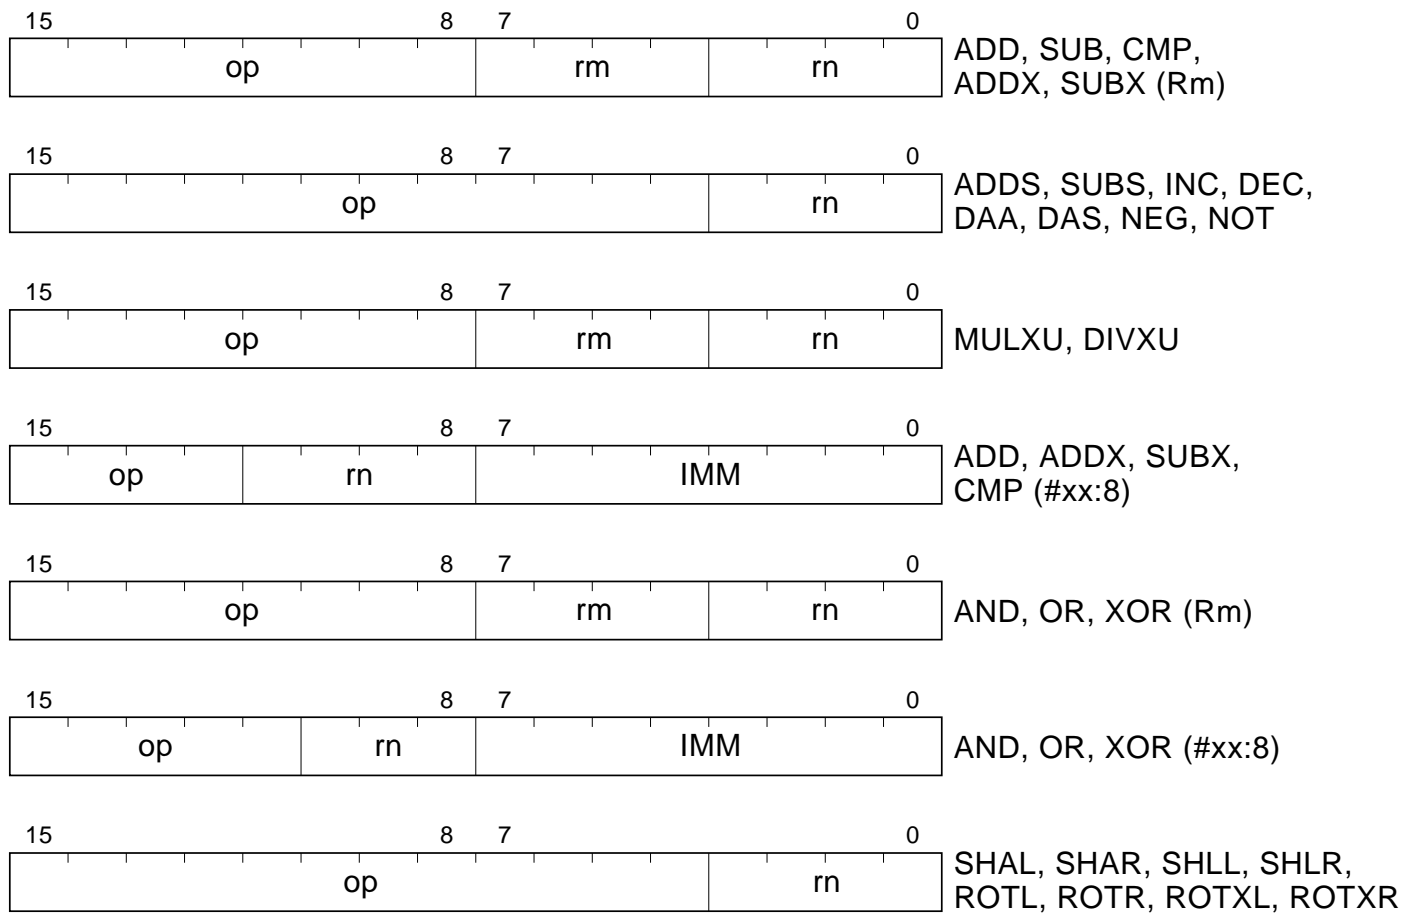 15 8 7 0
op rm rn ADD, SUB, CMP,
ADDX, SUBX (Rm)
15 8 7 0
op rn ADDS, SUBS, INC, DEC,
DAA, DAS, NEG, NOT
15 8 7 0
op rm rn MULXU, DIVXU
15 8 7 0
op rn IMM ADD, ADDX, SUBX,
CMP (#xx:8)
15 8 7 0
op rm rn AND, OR, XOR (Rm)
15 8 7 0
op rn IMM AND, OR, XOR (#xx:8)
15 8 7 0
op rn SHAL, SHAR, SHLL, SHLR,
ROTL, ROTR, ROTXL, ROTXR